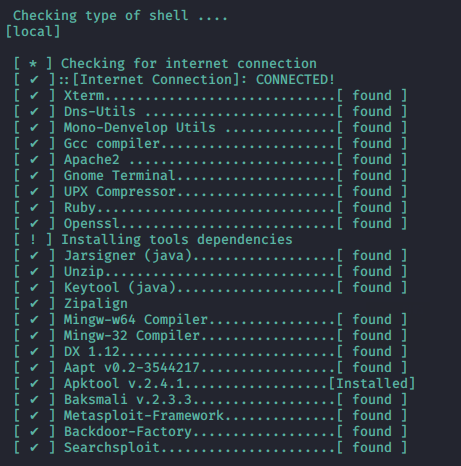 Checking type of shell ....
[local]
[ * ] Checking for internet connection
[ ✔ ]::[Internet Connection]: CONNECTED!
[ ✔ ] Xterm.............................[ found ]
[ ✔ ] Dns-Utils ........................[ found ]
[ ✔ ] Mono-Denvelop Utils ..............[ found ]
[ ✔ ] Gcc compiler......................[ found ]
[ ✔ ] Apache2 ..........................[ found ]
[ ✔ ] Gnome Terminal....................[ found ]
[ ✔ ] UPX Compressor....................[ found ]
[ ✔ ] Ruby..............................[ found ]
[ ✔ ] Openssl...........................[ found ]
[ ! ] Installing tools dependencies
[ ✔ ] Jarsigner (java)..................[ found ]
[ ✔ ] Unzip.............................[ found ]
[ ✔ ] Keytool (java)....................[ found ]
[ ✔ ] Zipalign
[ ✔ ] Mingw-w64 Compiler................[ found ]
[ ✔ ] Mingw-32 Compiler.................[ found ]
[ ✔ ] DX 1.12...........................[ found ]
[ ✔ ] Aapt v0.2-3544217.................[ found ]
[ ✔ ] Apktool v.2.4.1.....................[Installed]
[ ✔ ] Baksmali v.2.3.3..................[ found ]
[ ✔ ] Metasploit-Framework..............[ found ]
[ ✔ ] Backdoor-Factory..................[ found ]
[ ✔ ] Searchsploit......................[ found ]